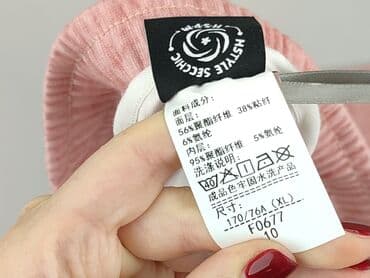 HSTYLE SECCHIC
面料成分:
面层:
56%聚酯纤维 38%粘纤
6%氨纶
内层:
95%聚酯纤维 5%氨纶
洗涤说明:
40
成品色牢固水洗产品
尺寸:
170/76A (XL)
F0677
10